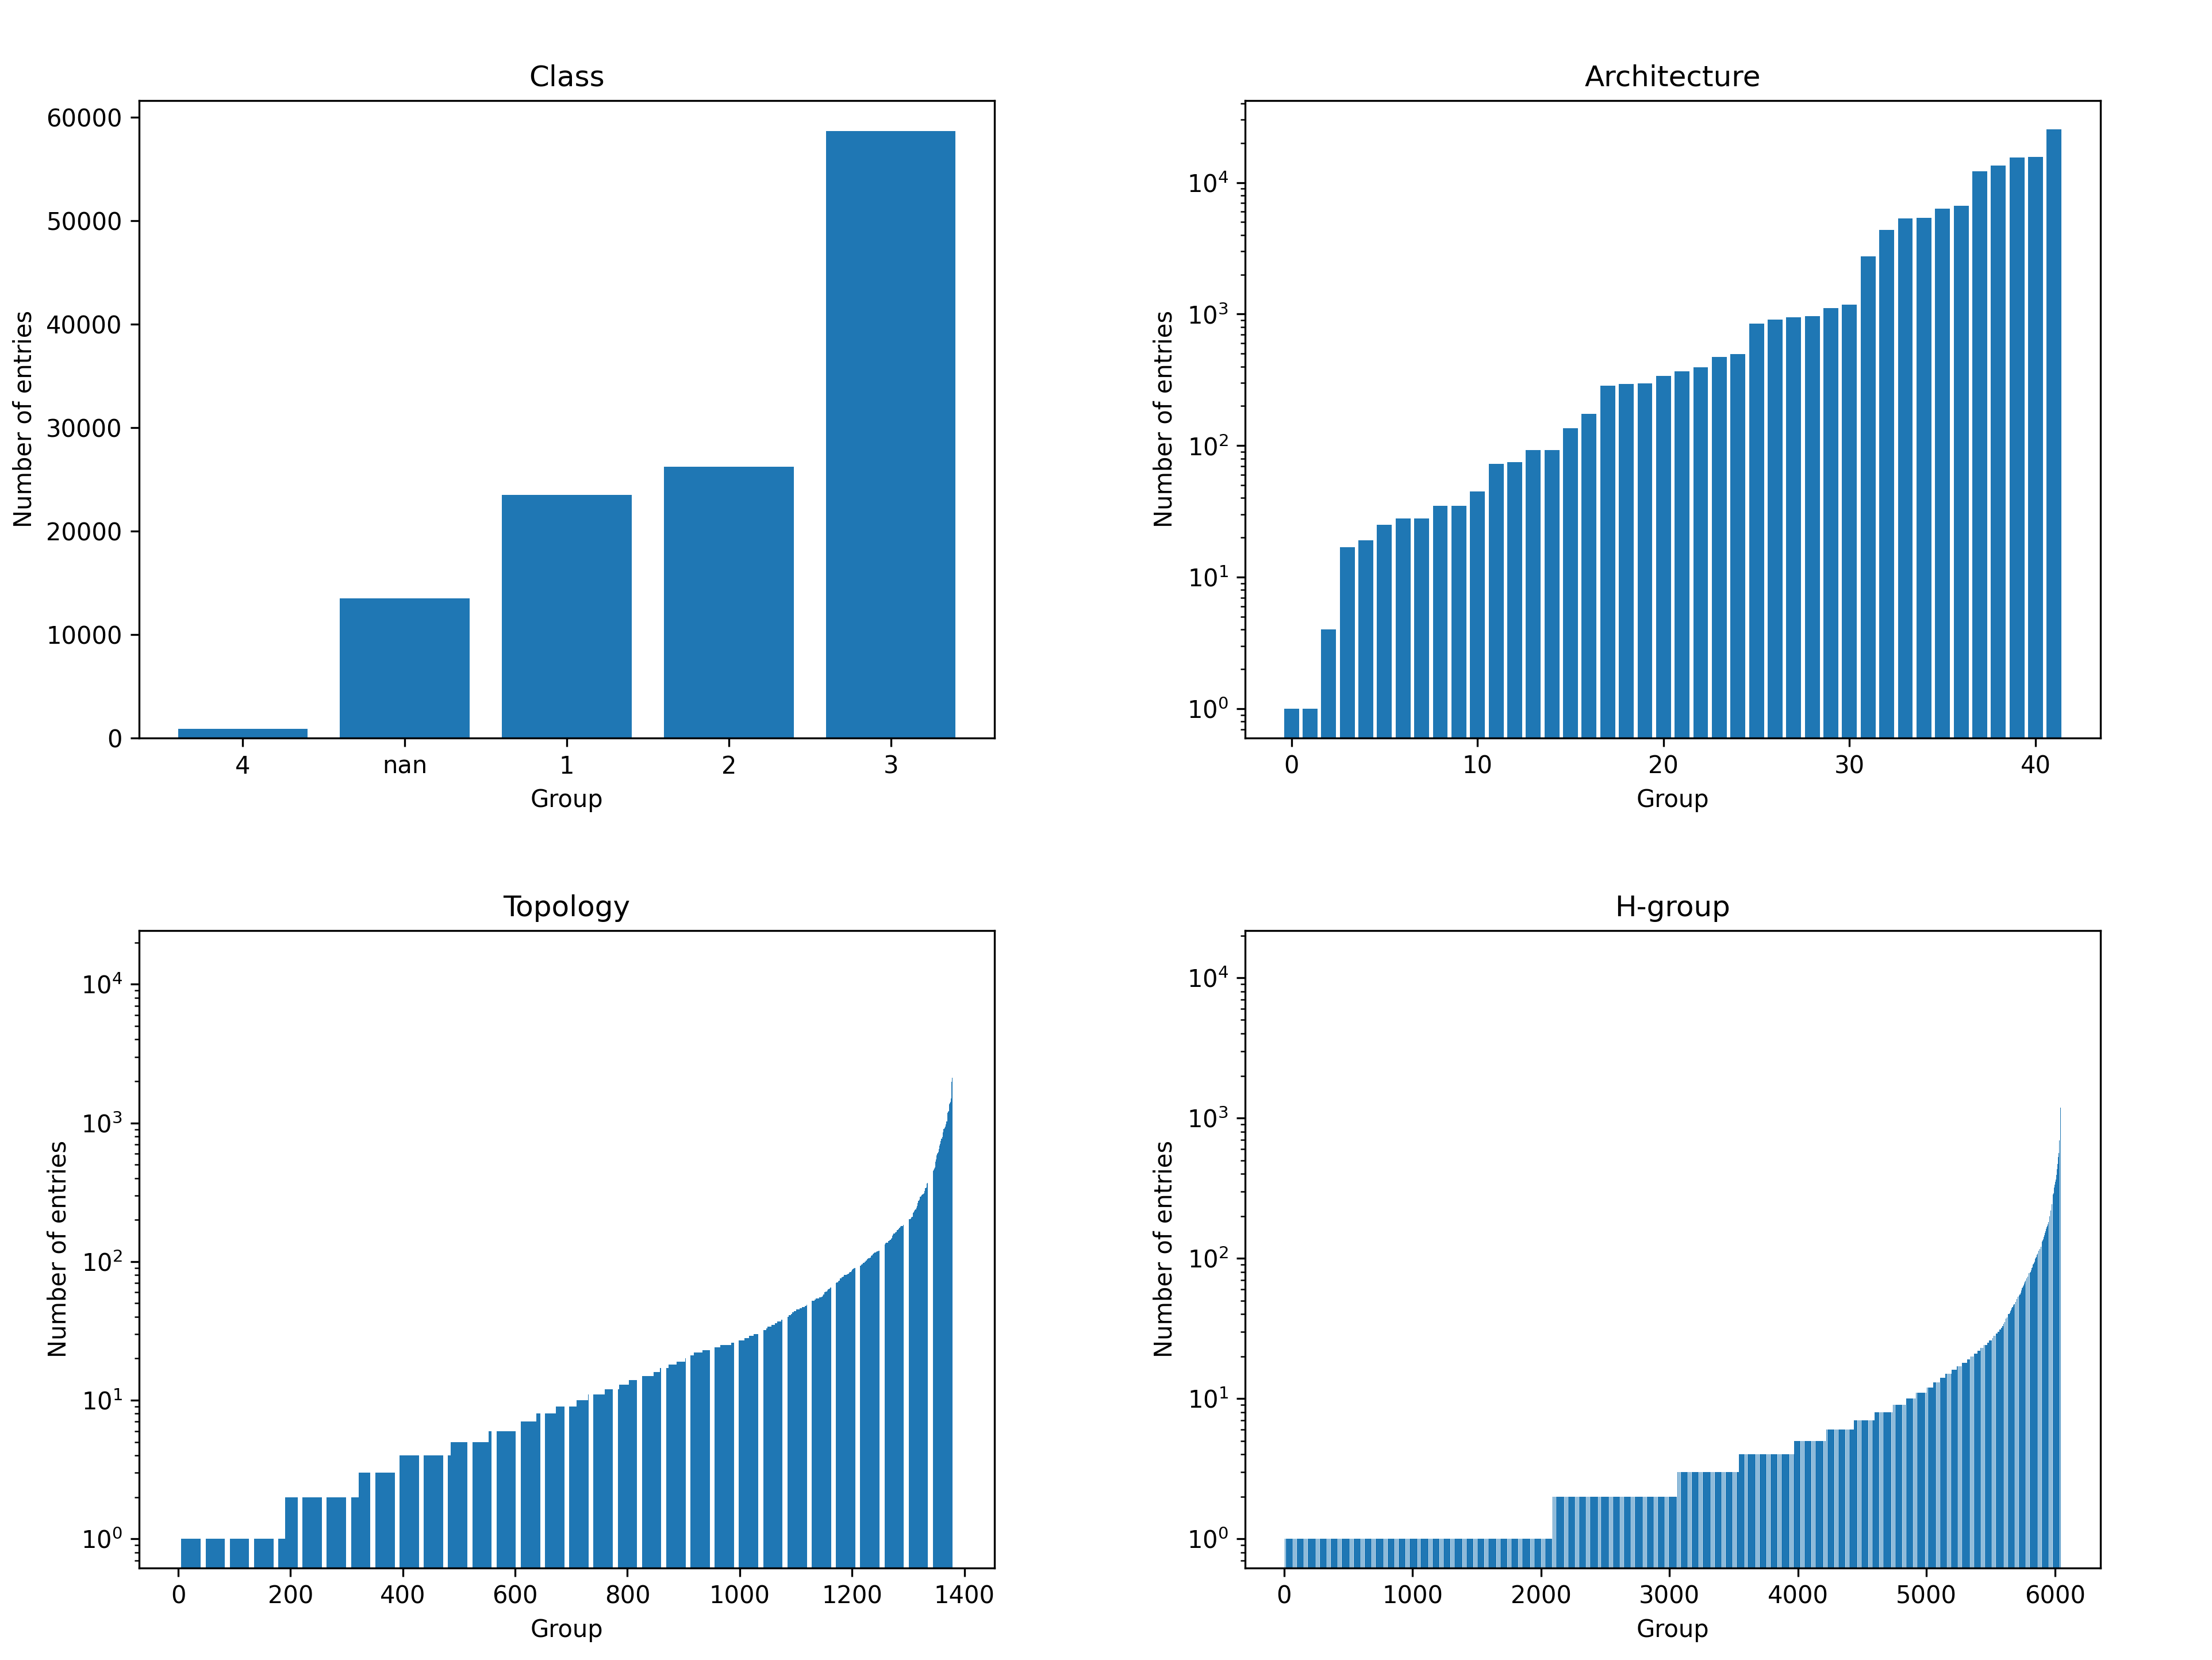 Class
60000
50000
40000
30000
20000
10000
0
Number of entries
4 nan 1 2 3
Group
Architecture
10⁴
10³
10²
10¹
10⁰
Number of entries
0 10 20 30 40
Group
Topology
10⁴
10³
10²
10¹
10⁰
Number of entries
0 200 400 600 800 1000 1200 1400
Group
H-group
10⁴
10³
10²
10¹
10⁰
Number of entries
0 1000 2000 3000 4000 5000 6000
Group